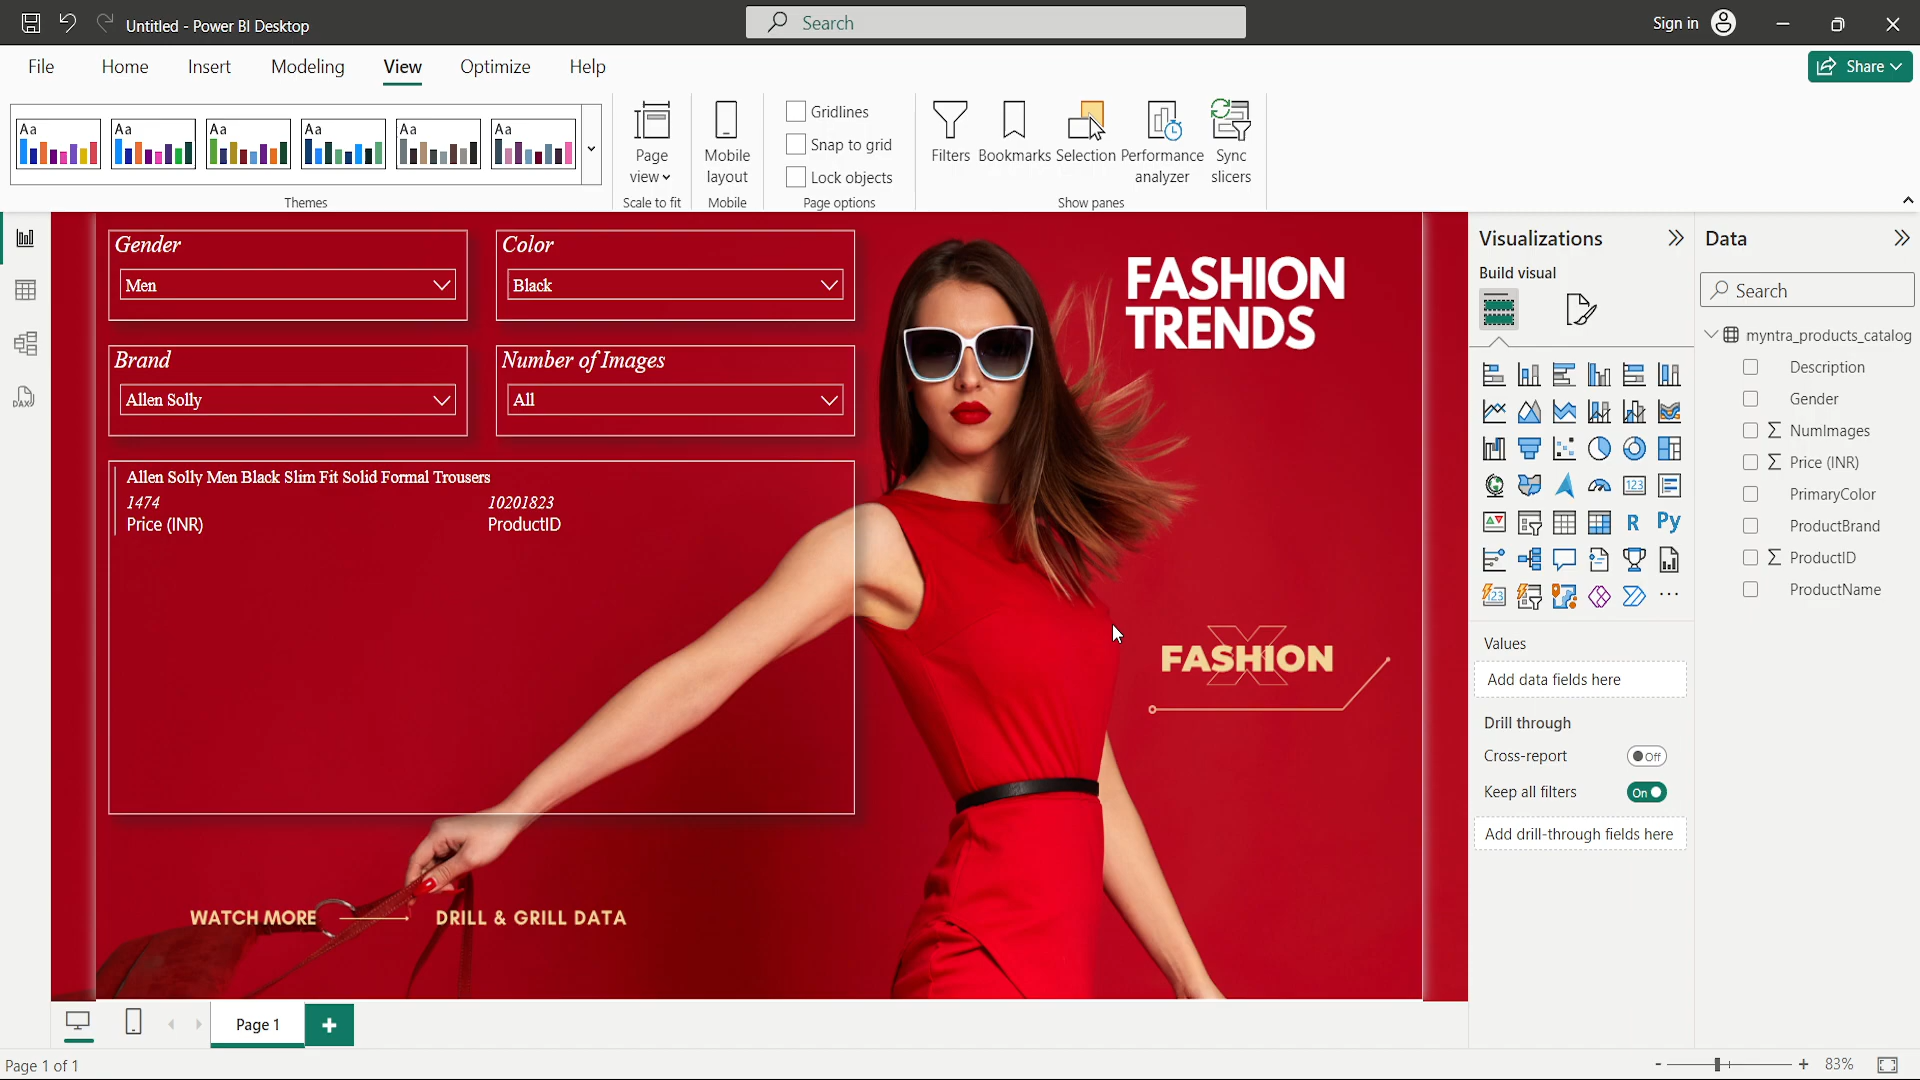 Untitled - Power BI Desktop
Search
Sign in
File Home Insert Modeling View Optimize Help
Share
Aa Aa Aa Aa Aa Aa
Themes
Page view
Scale to fit
Mobile layout
Mobile
Gridlines
Snap to grid
Lock objects
Page options
Filters
Bookmarks
Selection
Performance analyzer
Sync slicers
Show panes
DAX
Gender
Men
Color
Black
Brand
Allen Solly
Number of Images
All
Allen Solly Men Black Slim Fit Solid Formal Trousers
1474 10201823
Price (INR) ProductID
FASHION
TRENDS
X
FASHION
WATCH MORE DRILL & GRILL DATA
Visualizations
Build visual
123
R
Py
123
Values
Add data fields here
Drill through
Cross-report Off
Keep all filters On
Add drill-through fields here
Data
Search
myntra_products_catalog
Description
Gender
∑ NumImages
∑ Price (INR)
PrimaryColor
ProductBrand
∑ ProductID
ProductName
Page 1
+
Page 1 of 1
- + 83%